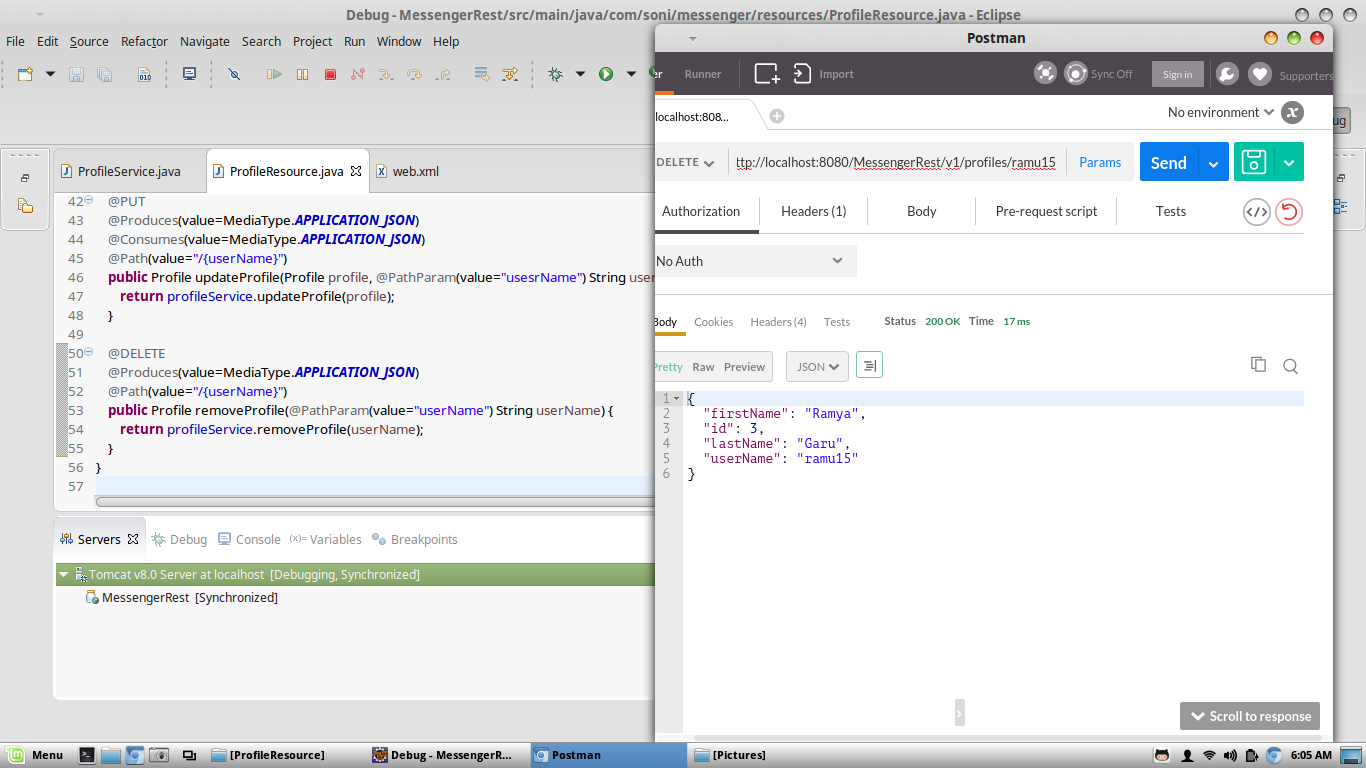 Debug - MessengerRest/src/main/java/com/soni/messenger/resources/ProfileResource.java - Eclipse
File Edit Source Refactor Navigate Search Project Run Window Help
ProfileService.java ProfileResource.java web.xml
42 @PUT
43 @Produces(value=MediaType.APPLICATION_JSON)
44 @Consumes(value=MediaType.APPLICATION_JSON)
45 @Path(value="/{userName}")
46 public Profile updateProfile(Profile profile, @PathParam(value="usesrName") String user
47 return profileService.updateProfile(profile);
48 }
49
50 @DELETE
51 @Produces(value=MediaType.APPLICATION_JSON)
52 @Path(value="/{userName}")
53 public Profile removeProfile(@PathParam(value="userName") String userName) {
54 return profileService.removeProfile(userName);
55 }
56 }
57
Servers Debug Console (x)= Variables Breakpoints
Tomcat v8.0 Server at localhost [Debugging, Synchronized]
MessengerRest [Synchronized]
Postman
er Runner Import Sync Off Sign in Supporters
localhost:808... No environment x
ug
DELETE ttp://localhost:8080/MessengerRest/v1/profiles/ramu15 Params Send
Authorization Headers (1) Body Pre-request script Tests </>
No Auth
Body Cookies Headers (4) Tests Status 200 OK Time 17 ms
Pretty Raw Preview JSON
1 {
2 "firstName": "Ramya",
3 "id": 3,
4 "lastName": "Garu",
5 "userName": "ramu15"
6 }
Scroll to response
Menu [ProfileResource] Debug - MessengerR... Postman [Pictures] 6:05 AM